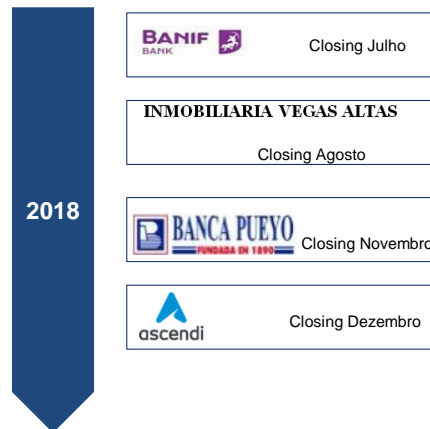 BANIF
BANK
Closing Julho
INMOBILIARIA VEGAS ALTAS
Closing Agosto
2018
BANCA PUEYO
FUNDADA EN 1890
Closing Novembro
ascendi
Closing Dezembro